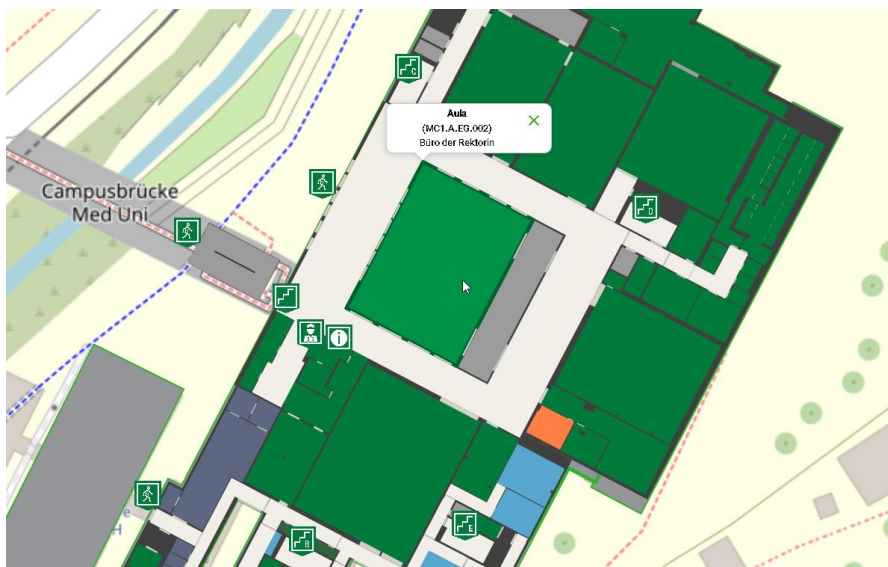 C
Aula
(MC1.A.EG.002)
Büro der Rektorin
Campusbrücke
Med Uni
D
e
H
E
B